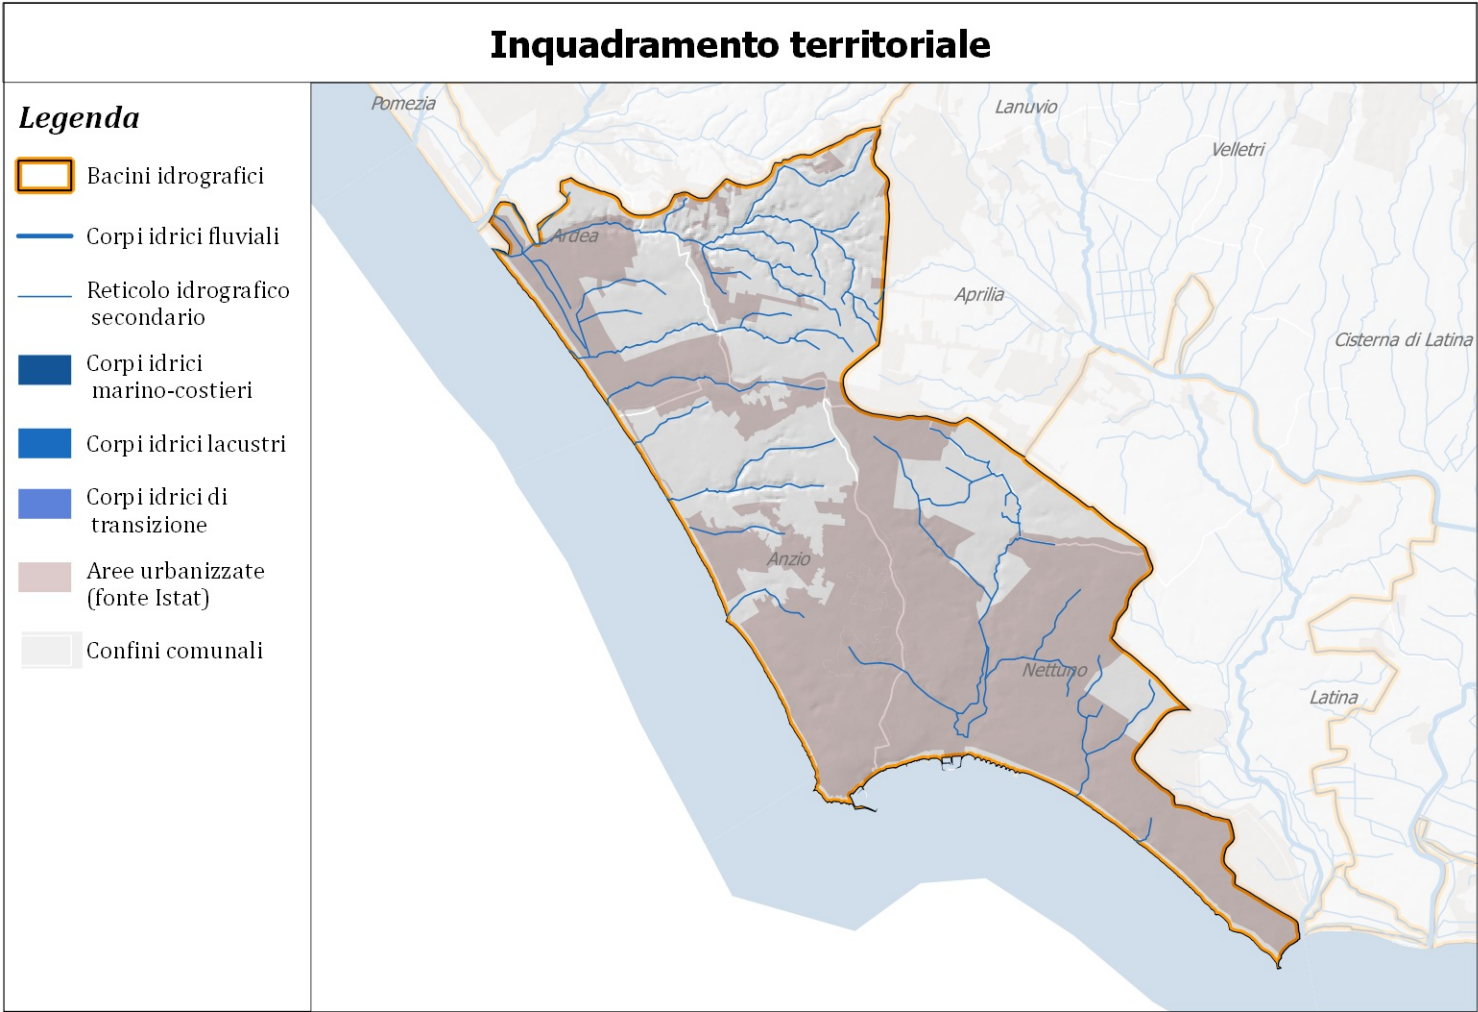 Inquadramento territoriale
Legenda
Bacini idrografici
Corpi idrici fluviali
Reticolo idrografico
secondario
Corpi idrici
marino-costieri
Corpi idrici lacustri
Corpi idrici di
transizione
Aree urbanizzate
(fonte Istat)
Confini comunali
Pomezia
Lanuvio
Velletri
Ardea
Aprilia
Cisterna di Latina
Anzio
Nettuno
Latina